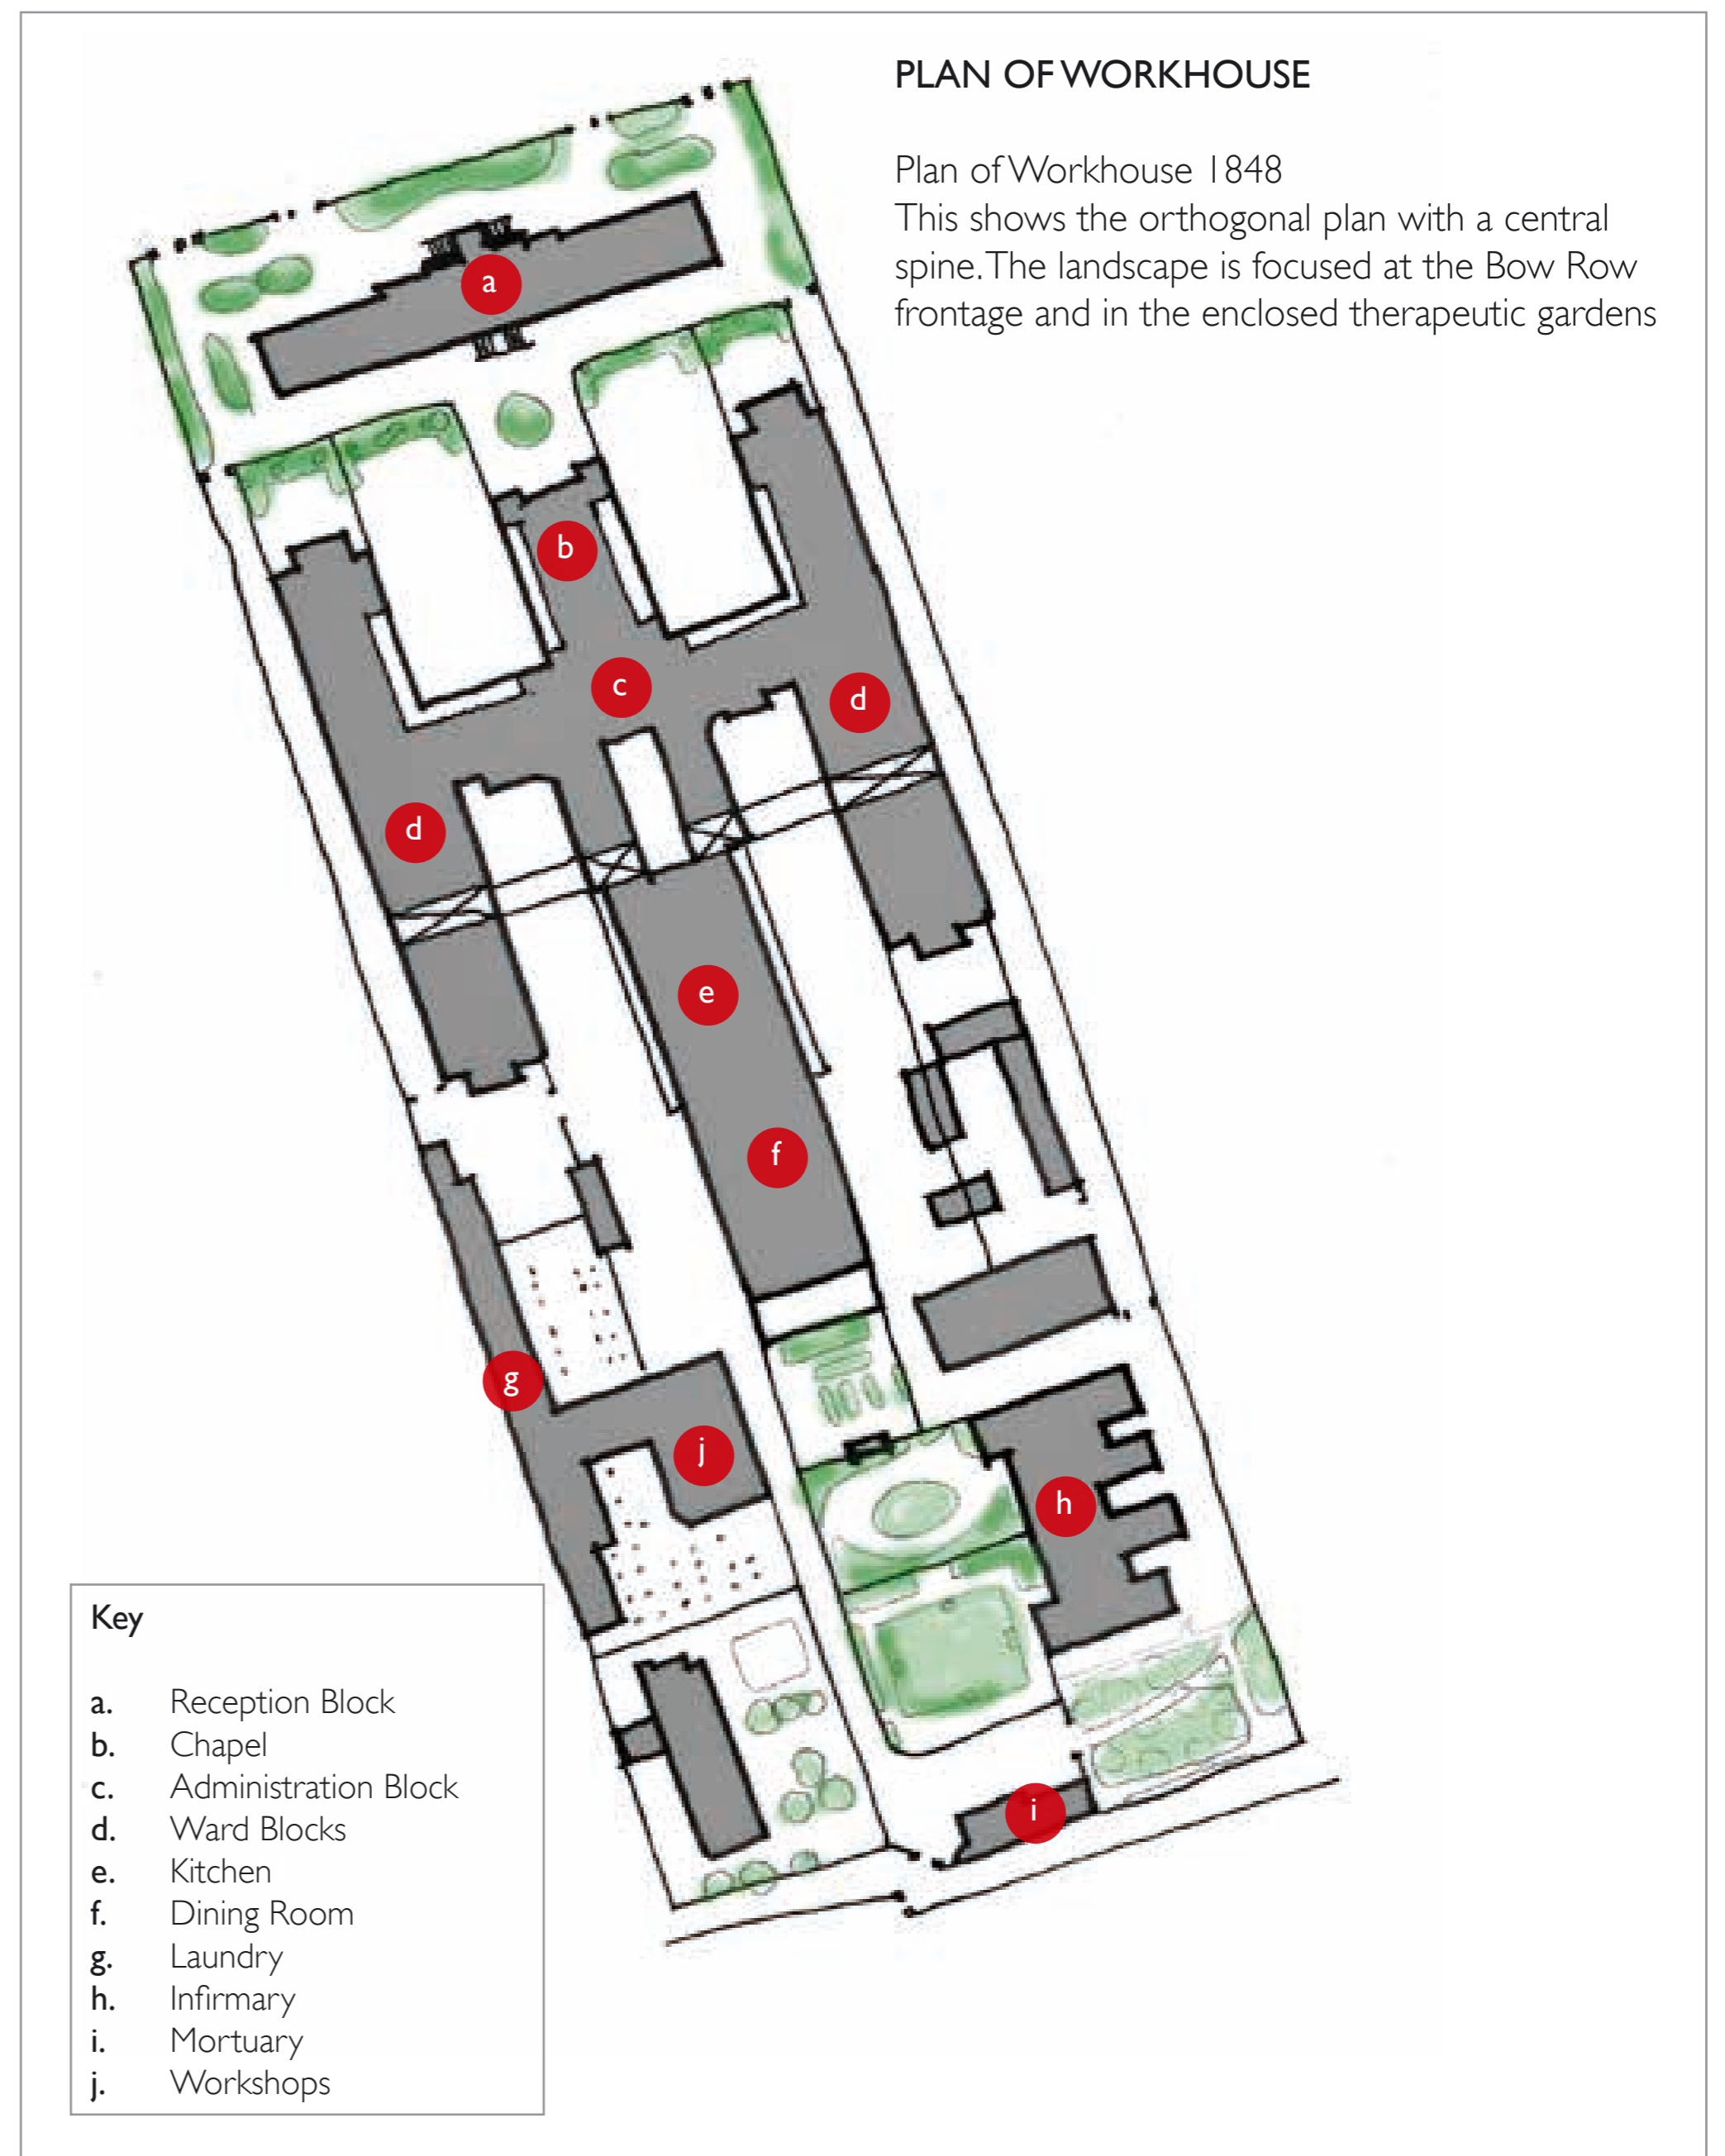 PLAN OF WORKHOUSE
Plan of Workhouse 1848
This shows the orthogonal plan with a central
spine. The landscape is focused at the Bow Row
frontage and in the enclosed therapeutic gardens
a
b
c
d
d
e
f
g
j
h
i
Key
a. Reception Block
b. Chapel
c. Administration Block
d. Ward Blocks
e. Kitchen
f. Dining Room
g. Laundry
h. Infirmary
i. Mortuary
j. Workshops